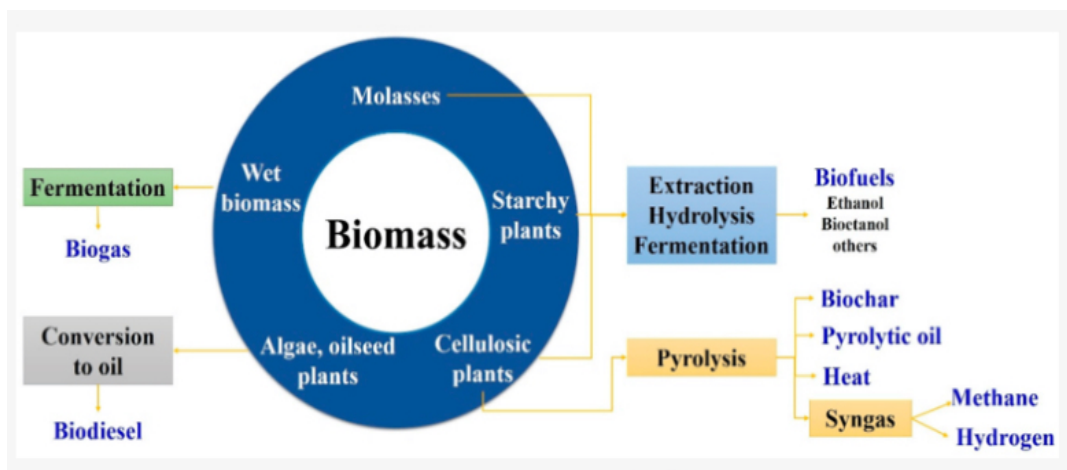 Molasses
Wet
biomass
Starchy
plants
Biomass
Algae, oilseed
plants
Cellulosic
plants
Fermentation
Biogas
Conversion
to oil
Biodiesel
Extraction
Hydrolysis
Fermentation
Biofuels
Ethanol
Bioctanol
others
Pyrolysis
Biochar
Pyrolytic oil
Heat
Syngas
Methane
Hydrogen